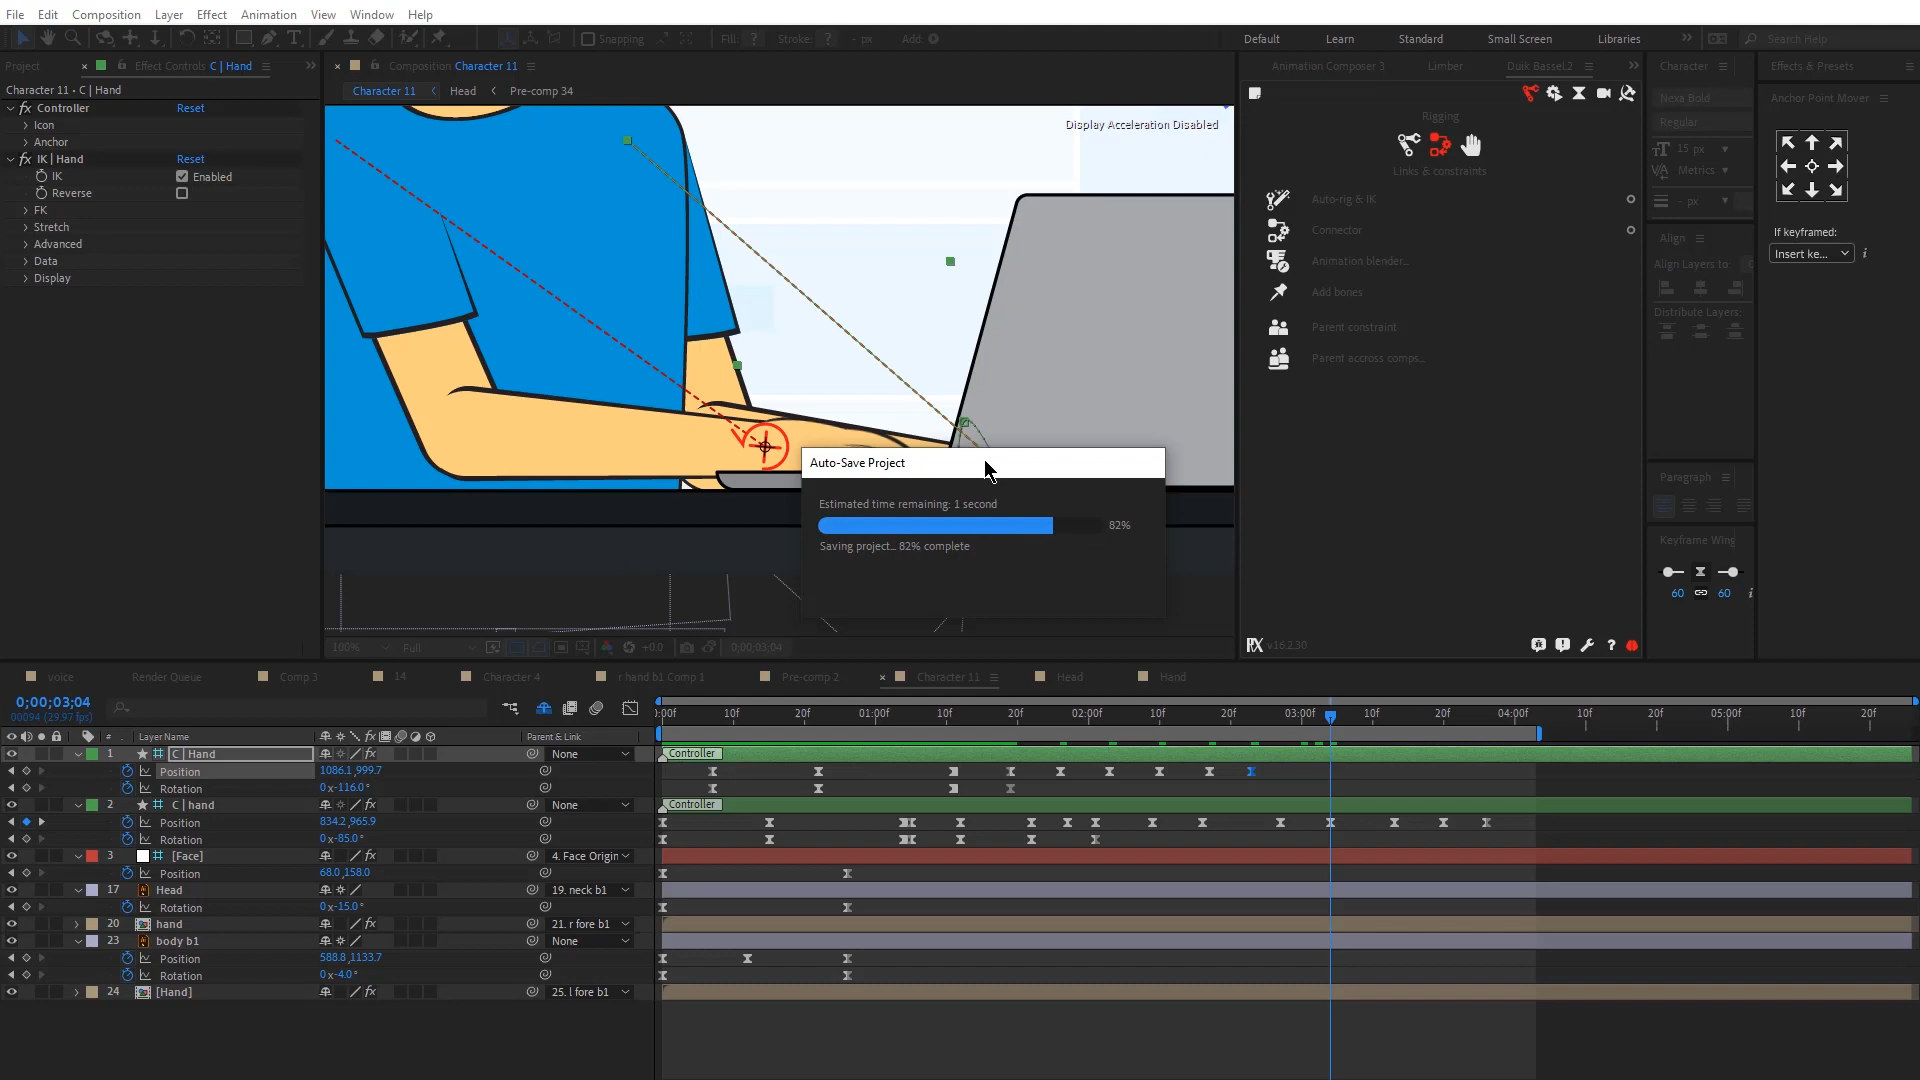 File Edit Composition Layer Effect Animation View Window Help
Snapping Fill: ? Stroke: ? - px Add: Default Learn Standard Small Screen Libraries Search Help
Project Effect Controls C | Hand Composition Character 11 Animation Composer 3 Limber Duik Bassel.2 Character Effects & Presets
Character 11 • C | Hand
Character 11 Head Pre-comp 34
fx Controller Reset
Icon
Anchor
fx IK | Hand Reset
IK Enabled
Reverse
FK
Stretch
Advanced
Data
Display
Display Acceleration Disabled
Rigging
Links & constraints
Auto-rig & IK
Connector
Animation blender...
Add bones
Parent constraint
Parent accross comps...
v16.2.30
Nexa Bold
Regular
15 px
Metrics
- px
Align
Align Layers to:
Distribute Layers:
Paragraph
Keyframe Wing
60 60
Anchor Point Mover
If keyframed:
Insert ke...
Auto-Save Project
Estimated time remaining: 1 second
82%
Saving project... 82% complete
100% Full +0.0 0;00;03;04
voice Render Queue Comp 3 14 Character 4 r hand b1 Comp 1 Pre-comp 2 Character 11 Head Hand
0;00;03;04
00094 (29.97 fps)
):00f 10f 20f 01:00f 10f 20f 02:00f 10f 20f 03:00f 10f 20f 04:00f 10f 20f 05:00f 10f 20f
# Layer Name Parent & Link
1 C | Hand None Controller
Position 1086.1,999.7
Rotation 0x-116.0°
2 C | hand None Controller
Position 834.2,965.9
Rotation 0x-85.0°
3 [Face] 4. Face Origin
Position 68.0,158.0
17 Head 19. neck b1
Rotation 0x-15.0°
20 hand 21. r fore b1
23 body b1 None
Position 588.8,1133.7
Rotation 0x-4.0°
24 [Hand] 25. l fore b1